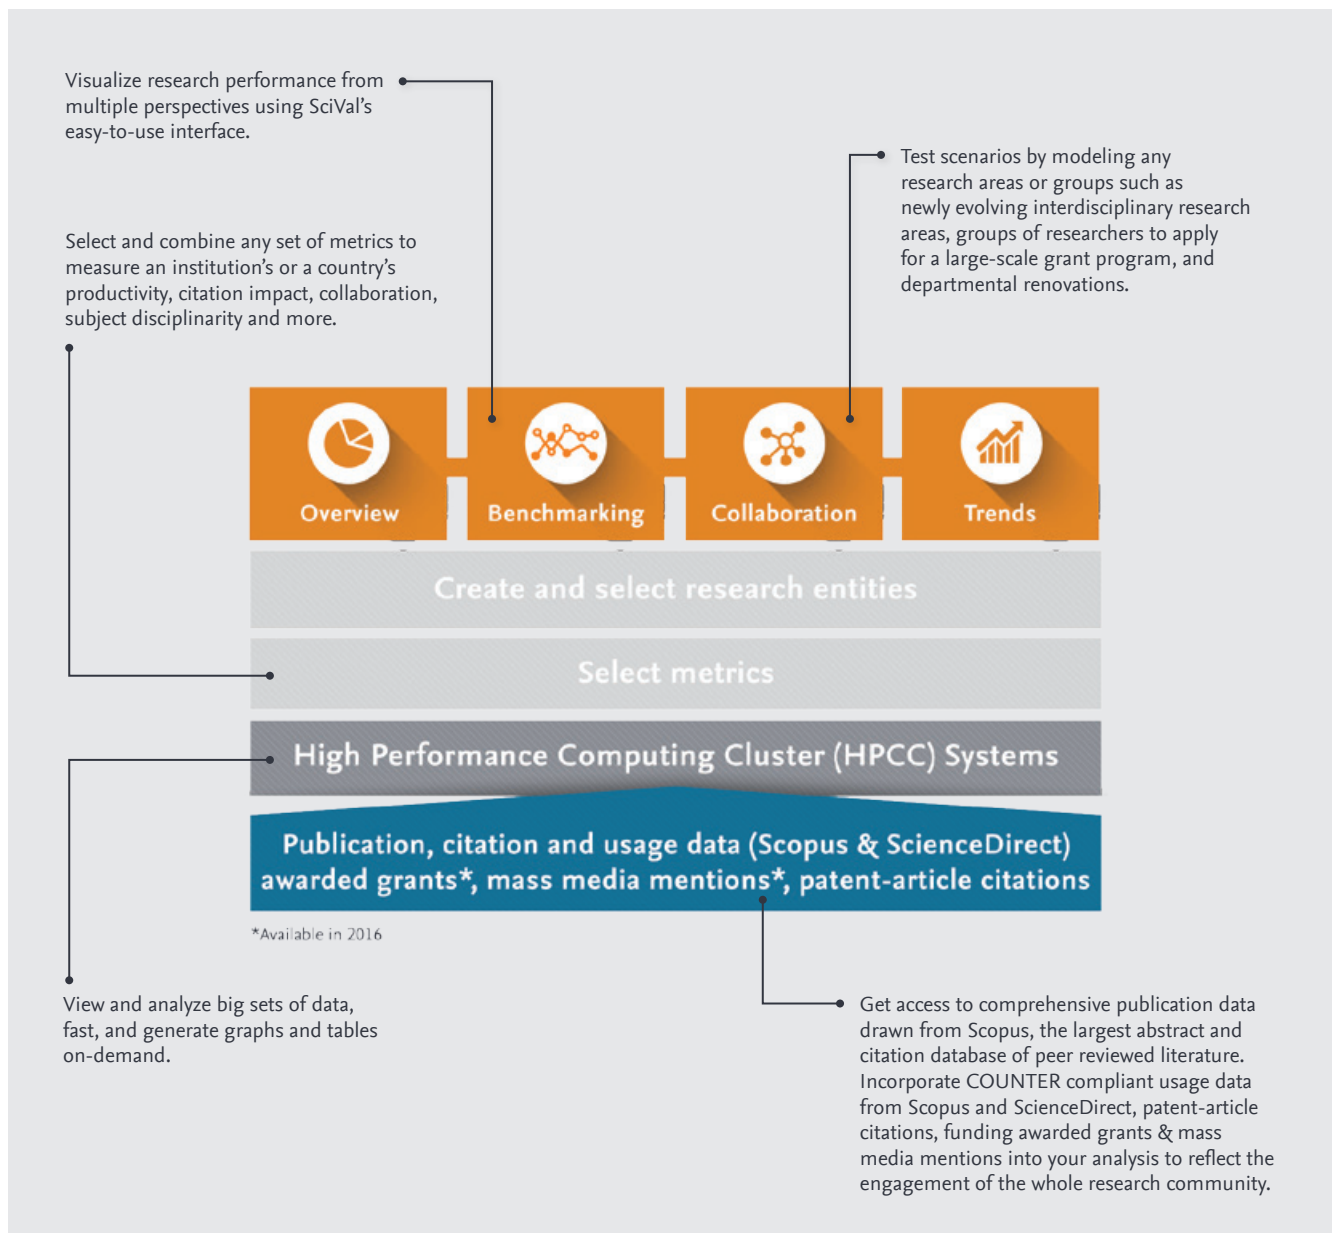 Visualize research performance from
multiple perspectives using SciVal’s
easy-to-use interface.
Test scenarios by modeling any
research areas or groups such as
newly evolving interdisciplinary research
areas, groups of researchers to apply
for a large-scale grant program, and
departmental renovations.
Select and combine any set of metrics to
measure an institution’s or a country’s
productivity, citation impact, collaboration,
subject disciplinarity and more.
Overview
Benchmarking
Collaboration
Trends
Create and select research entities
Select metrics
High Performance Computing Cluster (HPCC) Systems
Publication, citation and usage data (Scopus & ScienceDirect)
awarded grants*, mass media mentions*, patent-article citations
*Available in 2016
View and analyze big sets of data,
fast, and generate graphs and tables
on-demand.
Get access to comprehensive publication data
drawn from Scopus, the largest abstract and
citation database of peer reviewed literature.
Incorporate COUNTER compliant usage data
from Scopus and ScienceDirect, patent-article
citations, funding awarded grants & mass
media mentions into your analysis to reflect the
engagement of the whole research community.